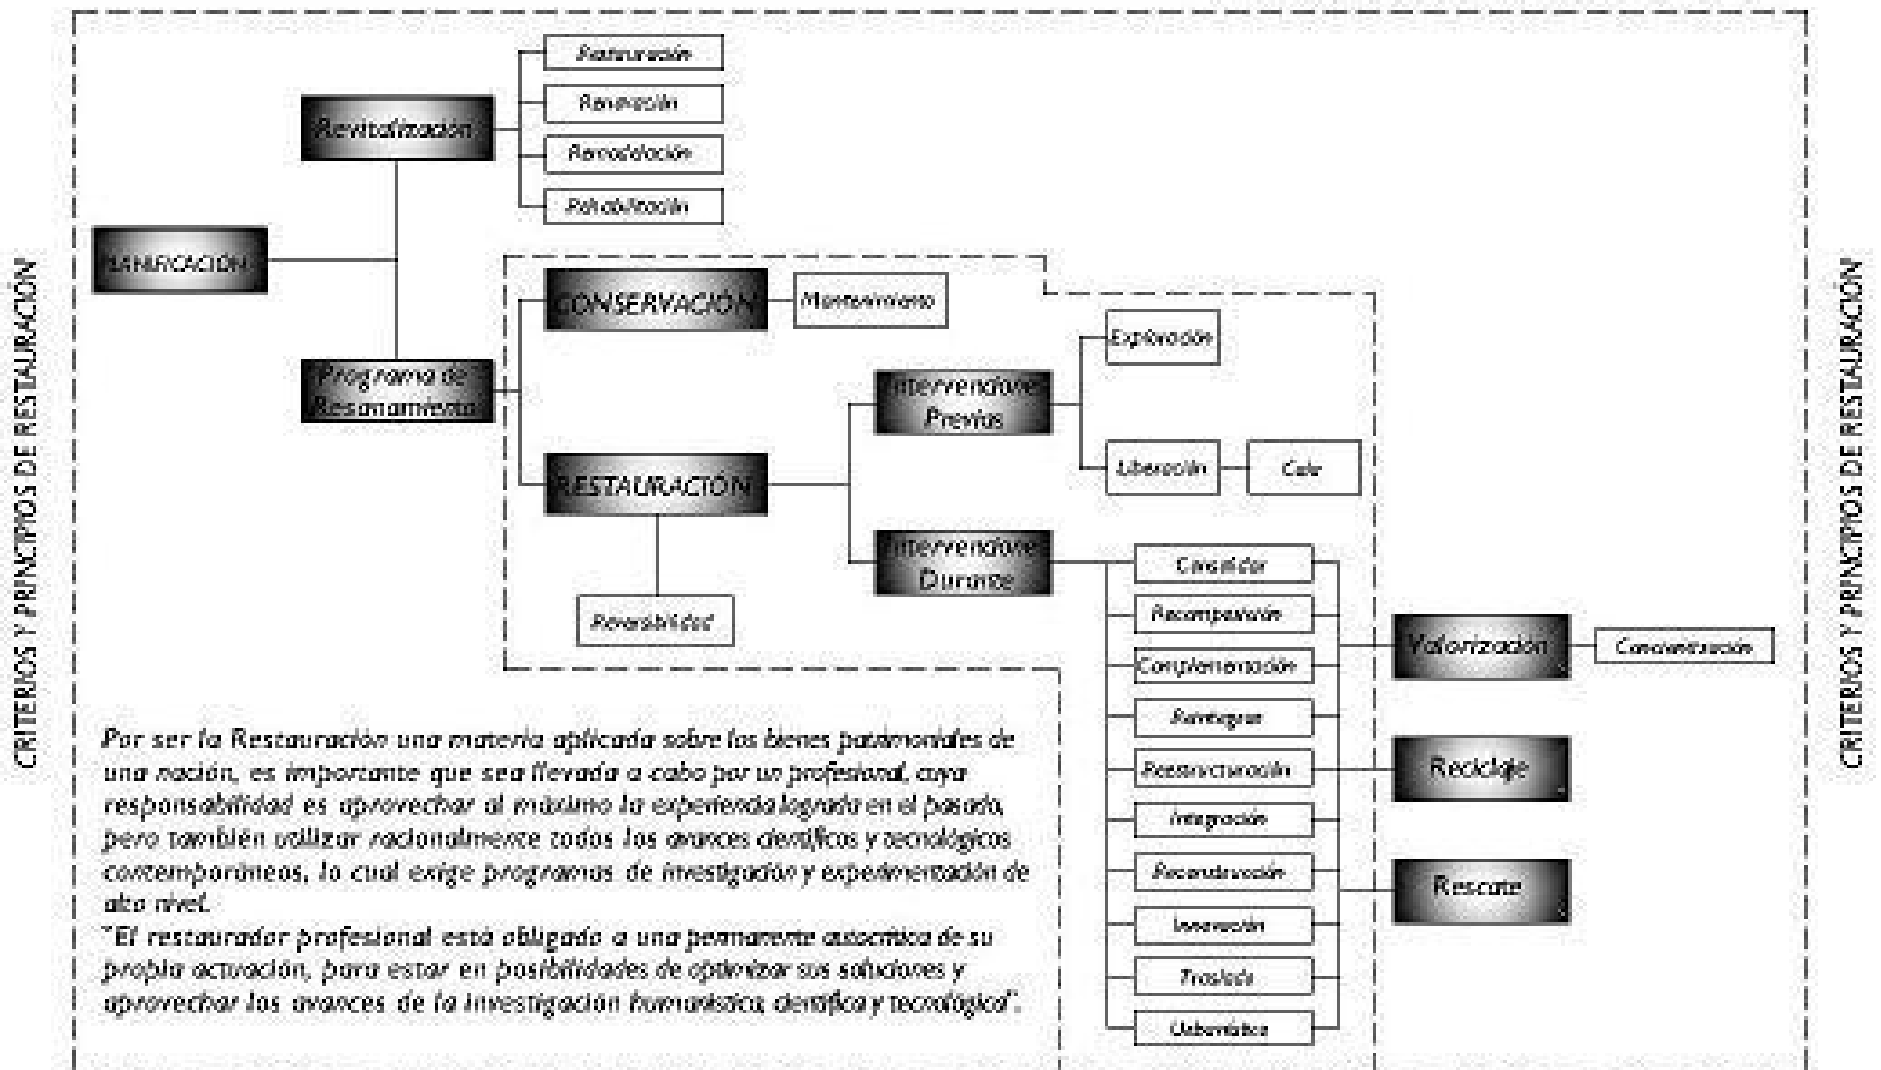 CRITERIOS Y PRINCIPIOS DE RESTAURACIÓN
Restauración
Renovación
Remodelación
Rehabilitación
Revitalización
PLANIFICACIÓN
CONSERVACIÓN
Mantenimiento
Programa de
Resanamiento
RESTAURACIÓN
Reversibilidad
Intervenciones
Previas
Exploración
Liberación
Cala
Intervenciones
Durante
Consolidar
Recomposición
Complementación
Reintegrar
Reestructuración
Integración
Reconstrucción
Innovación
Traslado
Urbanística
Valorización
Concientización
Reciclaje
Rescate
Por ser la Restauración una materia aplicada sobre los bienes patrimoniales de
una nación, es importante que sea llevada a cabo por un profesional, cuya
responsabilidad es aprovechar al máximo la experiencia lograda en el pasado,
pero también utilizar racionalmente todos los avances científicos y tecnológicos
contemporáneos, lo cual exige programas de investigación y experimentación de
alto nivel.
"El restaurador profesional está obligado a una permanente autocrítica de su
propia actuación, para estar en posibilidades de optimizar sus soluciones y
aprovechar los avances de la investigación humanística, científica y tecnológica".
CRITERIOS Y PRINCIPIOS DE RESTAURACIÓN